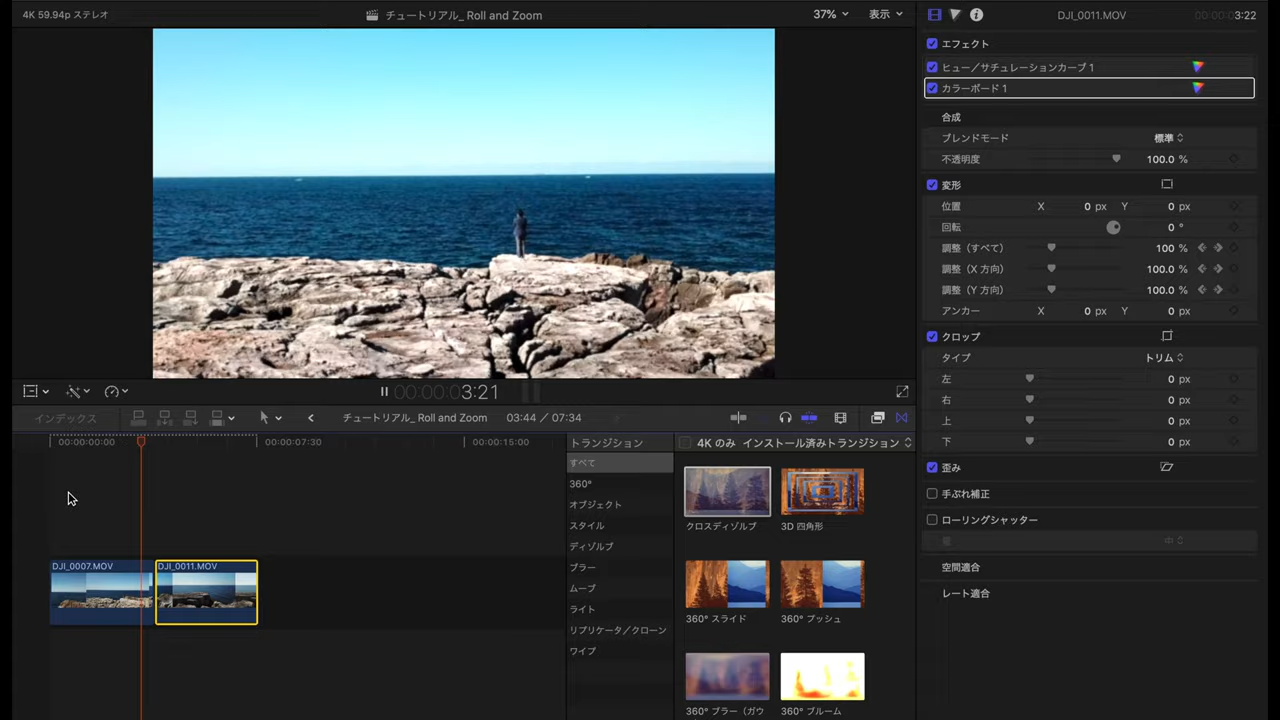 4K 59.94p ステレオ
チュートリアル_ Roll and Zoom
37%
表示
DJI_0011.MOV
00:00:03:22
エフェクト
ヒュー／サチュレーションカーブ 1
カラーボード 1
合成
ブレンドモード
標準
不透明度
100.0 %
変形
位置
X
0 px
Y
0 px
回転
0 °
調整（すべて）
100 %
調整（X 方向）
100.0 %
調整（Y 方向）
100.0 %
アンカー
X
0 px
Y
0 px
クロップ
タイプ
トリム
左
0 px
右
0 px
上
0 px
下
0 px
歪み
手ぶれ補正
ローリングシャッター
中
空間適合
レート適合
00:00:03:21
インデックス
チュートリアル_ Roll and Zoom
03:44 / 07:34
00:00:00:00
00:00:07:30
00:00:15:00
DJI_0007.MOV
DJI_0011.MOV
トランジション
すべて
360°
オブジェクト
スタイル
ディゾルブ
ブラー
ムーブ
ライト
リプリケータ／クローン
ワイプ
4K のみ
インストール済みトランジション
クロスディゾルブ
3D 四角形
360° スライド
360° プッシュ
360° ブラー（ガウ
360° ブルーム